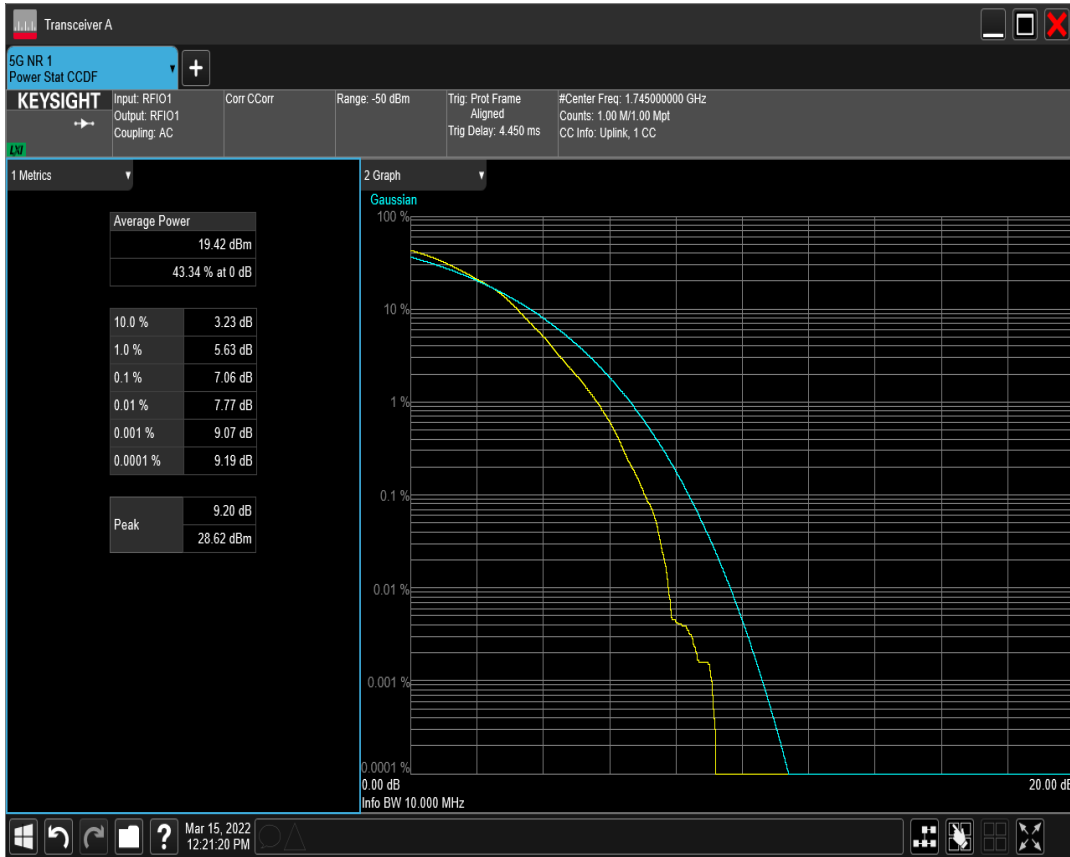 Transceiver A
5G NR 1
Power Stat CCDF
KEYSIGHT
LXI
Input: RFIO1
Output: RFIO1
Coupling: AC
Corr CCorr
Range: -50 dBm
Trig: Prot Frame
Aligned
Trig Delay: 4.450 ms
#Center Freq: 1.745000000 GHz
Counts: 1.00 M/1.00 Mpt
CC Info: Uplink, 1 CC
1 Metrics
Average Power
19.42 dBm
43.34 % at 0 dB
10.0 % 3.23 dB
1.0 % 5.63 dB
0.1 % 7.06 dB
0.01 % 7.77 dB
0.001 % 9.07 dB
0.0001 % 9.19 dB
Peak
9.20 dB
28.62 dBm
2 Graph
Gaussian
100 %
10 %
1 %
0.1 %
0.01 %
0.001 %
0.0001 %
0.00 dB 20.00 dB
Info BW 10.000 MHz
?
Mar 15, 2022
12:21:20 PM